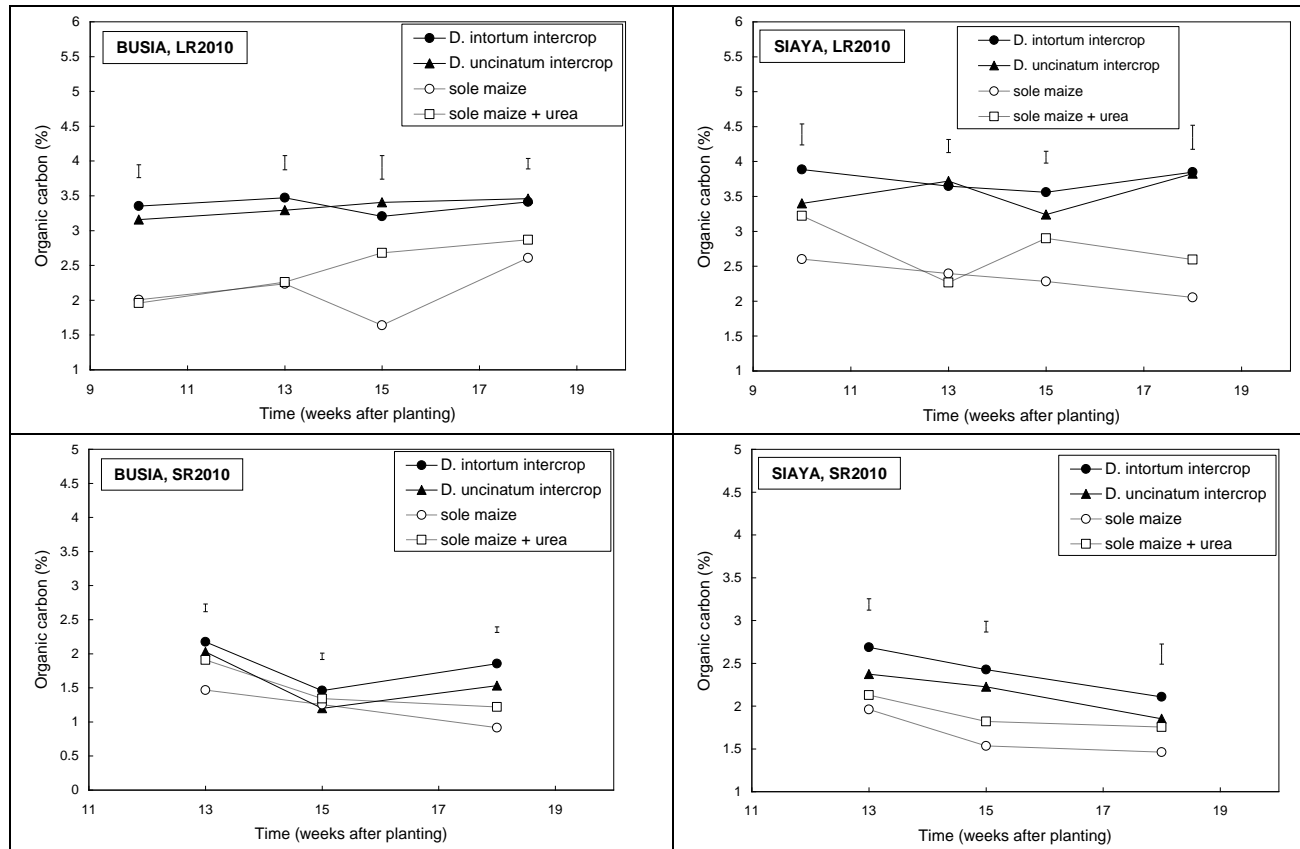 BUSIA, LR2010
D. intortum intercrop
D. uncinatum intercrop
sole maize
sole maize + urea
Organic carbon (%)
6
5.5
5
4.5
4
3.5
3
2.5
2
1.5
1
9 11 13 15 17 19
Time (weeks after planting)
SIAYA, LR2010
D. intortum intercrop
D. uncinatum intercrop
sole maize
sole maize + urea
Organic carbon (%)
6
5.5
5
4.5
4
3.5
3
2.5
2
1.5
1
9 11 13 15 17 19
Time (weeks after planting)
BUSIA, SR2010
D. intortum intercrop
D. uncinatum intercrop
sole maize
sole maize + urea
Organic carbon (%)
5
4.5
4
3.5
3
2.5
2
1.5
1
0.5
0
11 13 15 17 19
Time (weeks after planting)
SIAYA, SR2010
D. intortum intercrop
D. uncinatum intercrop
sole maize
sole maize + urea
Organic carbon (%)
5
4.5
4
3.5
3
2.5
2
1.5
1
11 13 15 17 19
Time (weeks after planting)